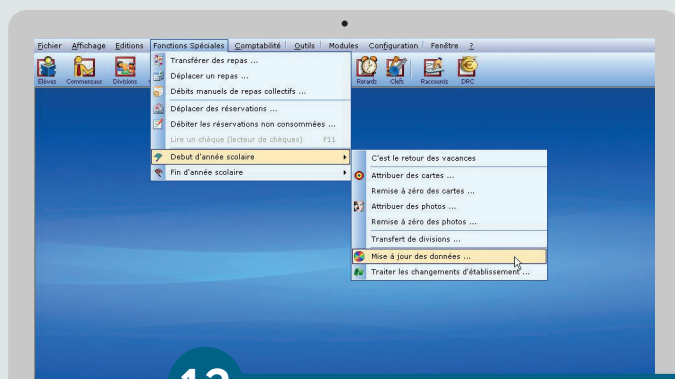 Fichier Affichage Editions Fonctions Spéciales Comptabilité Outils Modules Configuration Fenêtre ?
Elèves Commensaux Divisions Retards Clefs Raccourcis DRC
Transférer des repas ...
Déplacer un repas ...
Débits manuels de repas collectifs ...
Déplacer des réservations ...
Débiter les réservations non consommées ...
Lire un chèque (lecteur de chèques) F11
Debut d'année scolaire
Fin d'année scolaire
C'est le retour des vacances
Attribuer des cartes ...
Remise à zéro des cartes ...
Attribuer des photos ...
Remise à zéro des photos ...
Transfert de divisions ...
Mise à jour des données ...
Traiter les changements d'établissement ...